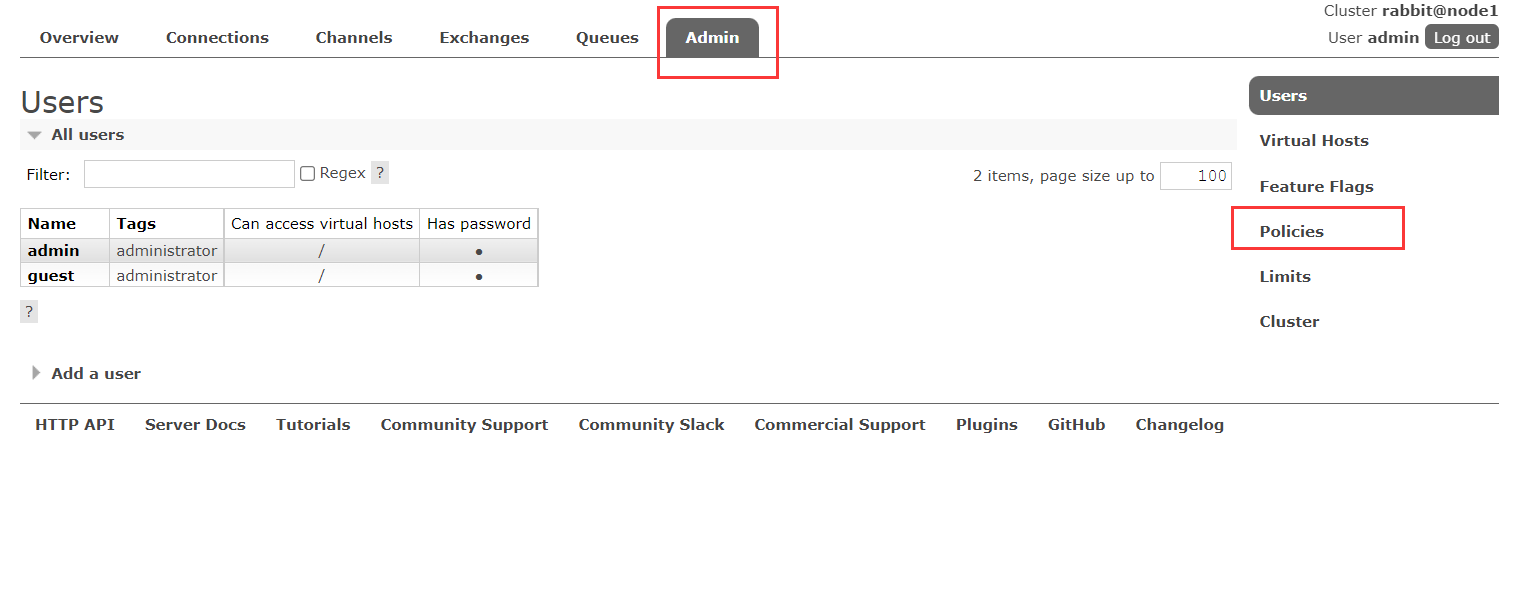 Cluster rabbit@node1
Overview Connections Channels Exchanges Queues Admin
User admin Log out
Users
All users
Filter: Regex ? 2 items, page size up to 100
Name Tags Can access virtual hosts Has password
admin administrator / ●
guest administrator / ●
?
Add a user
Users
Virtual Hosts
Feature Flags
Policies
Limits
Cluster
HTTP API Server Docs Tutorials Community Support Community Slack Commercial Support Plugins GitHub Changelog